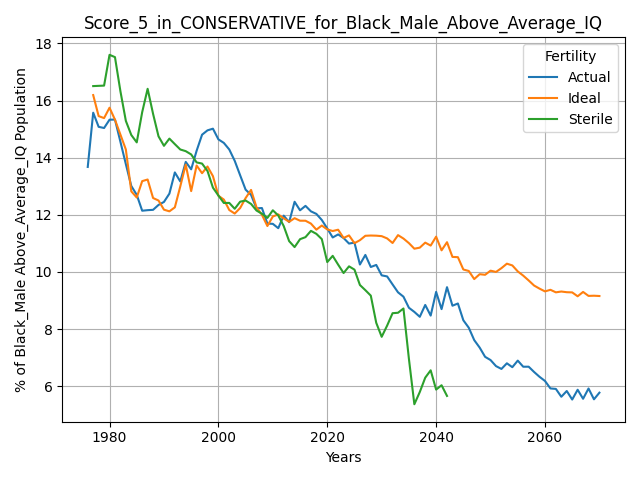 Score_5_in_CONSERVATIVE_for_Black_Male_Above_Average_IQ
% of Black_Male Above_Average_IQ Population
18
16
14
12
10
8
6
Fertility
Actual
Ideal
Sterile
1980
2000
2020
2040
2060
Years